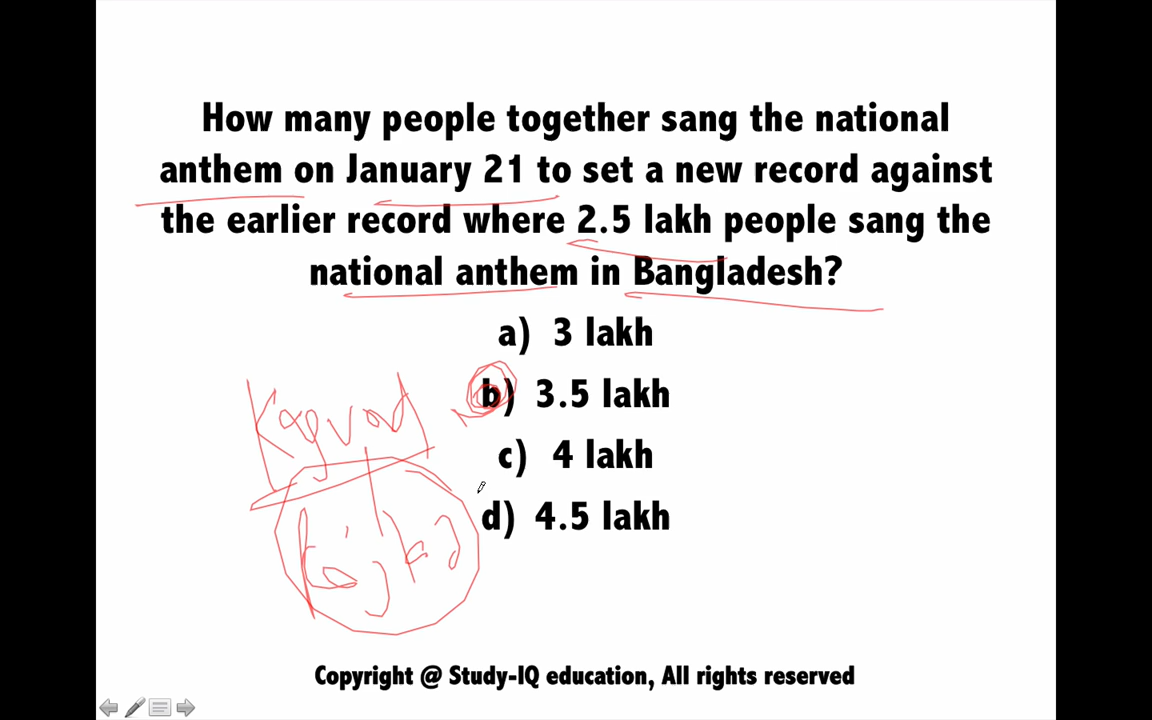 How many people together sang the national
anthem on January 21 to set a new record against
the earlier record where 2.5 lakh people sang the
national anthem in Bangladesh?
a) 3 lakh
b) 3.5 lakh
c) 4 lakh
d) 4.5 lakh
Copyright @ Study-IQ education, All rights reserved